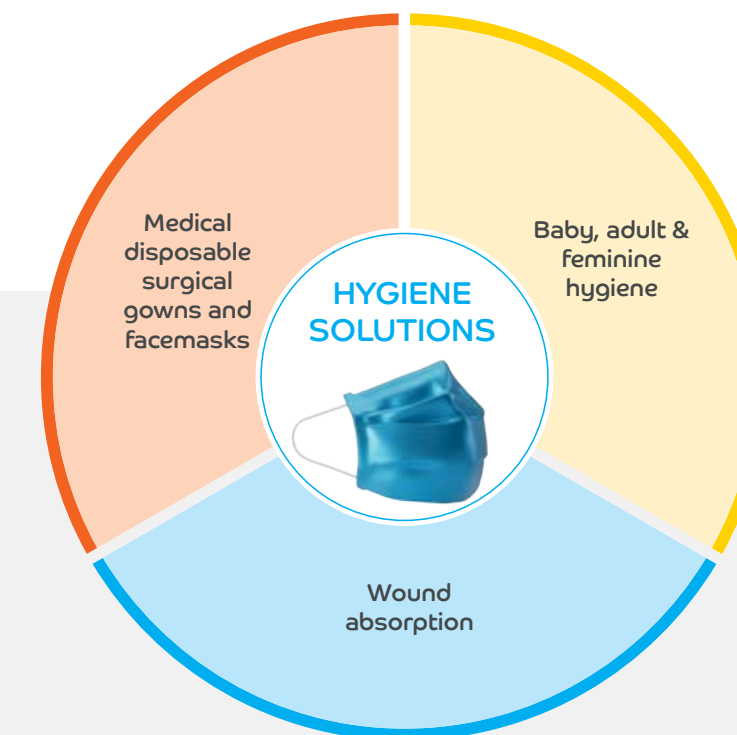 Medical
disposable
surgical
gowns and
facemasks
Baby, adult &
feminine
hygiene
HYGIENE
SOLUTIONS
Wound
absorption